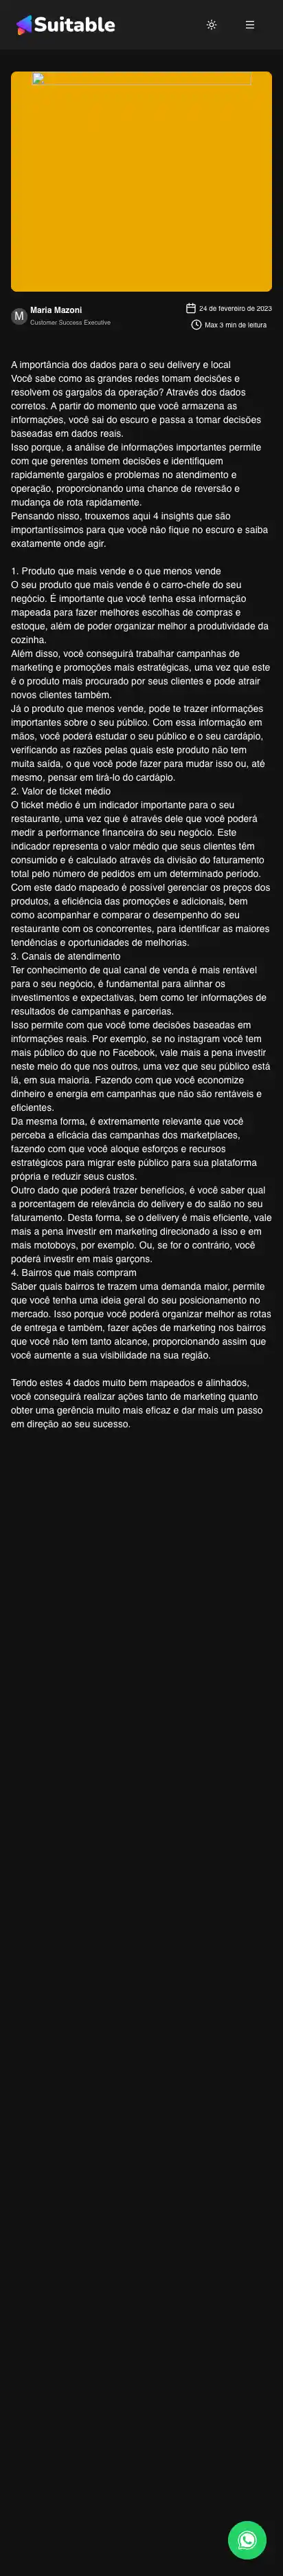 Suitable
M
Maria Mazoni
Customer Success Executive
24 de fevereiro de 2023
Max 3 min de leitura
A importância dos dados para o seu delivery e local
Você sabe como as grandes redes tomam decisões e
resolvem os gargalos da operação? Através dos dados
corretos. A partir do momento que você armazena as
informações, você sai do escuro e passa a tomar decisões
baseadas em dados reais.
Isso porque, a análise de informações importantes permite
com que gerentes tomem decisões e identifiquem
rapidamente gargalos e problemas no atendimento e
operação, proporcionando uma chance de reversão e
mudança de rota rapidamente.
Pensando nisso, trouxemos aqui 4 insights que são
importantíssimos para que você não fique no escuro e saiba
exatamente onde agir.
1. Produto que mais vende e o que menos vende
O seu produto que mais vende é o carro-chefe do seu
negócio. É importante que você tenha essa informação
mapeada para fazer melhores escolhas de compras e
estoque, além de poder organizar melhor a produtividade da
cozinha.
Além disso, você conseguirá trabalhar campanhas de
marketing e promoções mais estratégicas, uma vez que este
é o produto mais procurado por seus clientes e pode atrair
novos clientes também.
Já o produto que menos vende, pode te trazer informações
importantes sobre o seu público. Com essa informação em
mãos, você poderá estudar o seu público e o seu cardápio,
verificando as razões pelas quais este produto não tem
muita saída, o que você pode fazer para mudar isso ou, até
mesmo, pensar em tirá-lo do cardápio.
2. Valor de ticket médio
O ticket médio é um indicador importante para o seu
restaurante, uma vez que é através dele que você poderá
medir a performance financeira do seu negócio. Este
indicador representa o valor médio que seus clientes têm
consumido e é calculado através da divisão do faturamento
total pelo número de pedidos em um determinado período.
Com este dado mapeado é possível gerenciar os preços dos
produtos, a eficiência das promoções e adicionais, bem
como acompanhar e comparar o desempenho do seu
restaurante com os concorrentes, para identificar as maiores
tendências e oportunidades de melhorias.
3. Canais de atendimento
Ter conhecimento de qual canal de venda é mais rentável
para o seu negócio, é fundamental para alinhar os
investimentos e expectativas, bem como ter informações de
resultados de campanhas e parcerias.
Isso permite com que você tome decisões baseadas em
informações reais. Por exemplo, se no instagram você tem
mais público do que no Facebook, vale mais a pena investir
neste meio do que nos outros, uma vez que seu público está
lá, em sua maioria. Fazendo com que você economize
dinheiro e energia em campanhas que não são rentáveis e
eficientes.
Da mesma forma, é extremamente relevante que você
perceba a eficácia das campanhas dos marketplaces,
fazendo com que você aloque esforços e recursos
estratégicos para migrar este público para sua plataforma
própria e reduzir seus custos.
Outro dado que poderá trazer benefícios, é você saber qual
a porcentagem de relevância do delivery e do salão no seu
faturamento. Desta forma, se o delivery é mais eficiente, vale
mais a pena investir em marketing direcionado a isso e em
mais motoboys, por exemplo. Ou, se for o contrário, você
poderá investir em mais garçons.
4. Bairros que mais compram
Saber quais bairros te trazem uma demanda maior, permite
que você tenha uma ideia geral do seu posicionamento no
mercado. Isso porque você poderá organizar melhor as rotas
de entrega e também, fazer ações de marketing nos bairros
que você não tem tanto alcance, proporcionando assim que
você aumente a sua visibilidade na sua região.
Tendo estes 4 dados muito bem mapeados e alinhados,
você conseguirá realizar ações tanto de marketing quanto
obter uma gerência muito mais eficaz e dar mais um passo
em direção ao seu sucesso.